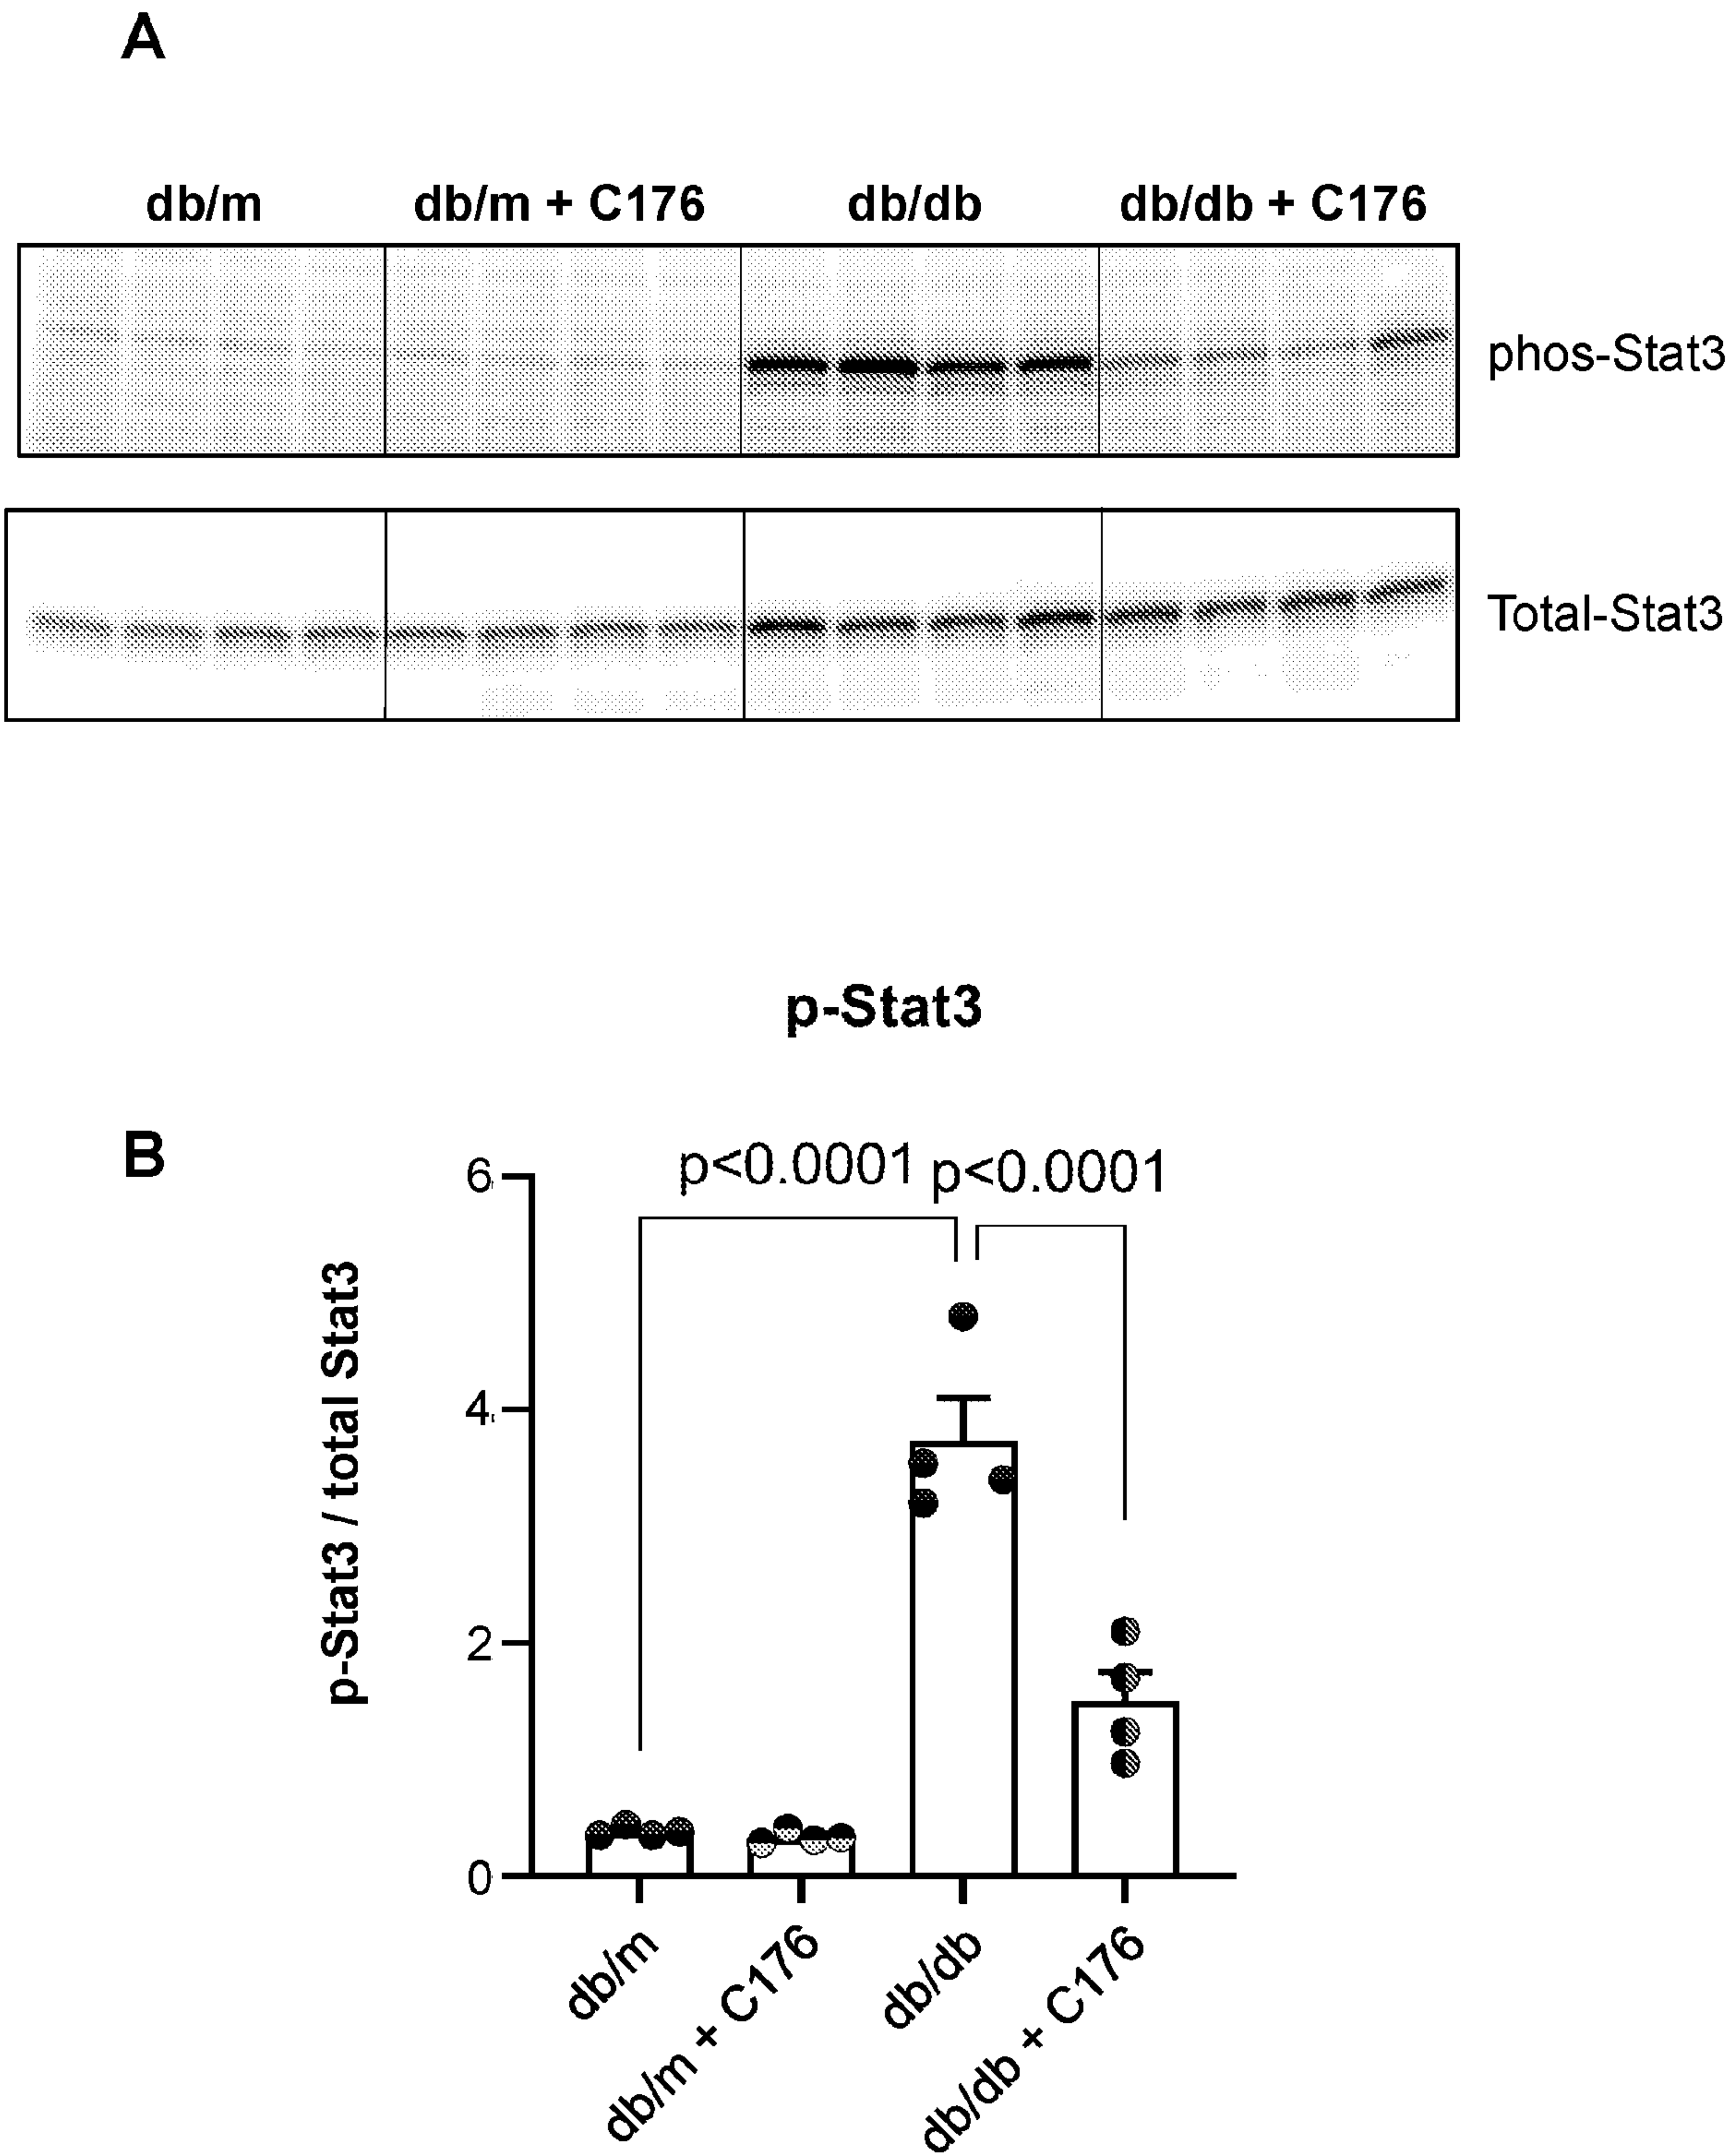 A
db/m
db/m + C176
db/db
db/db + C176
phos-Stat3
Total-Stat3
p-Stat3
B
p<0.0001
p<0.0001
p-Stat3 / total Stat3
6
4
2
0
db/m
db/m + C176
db/db
db/db + C176